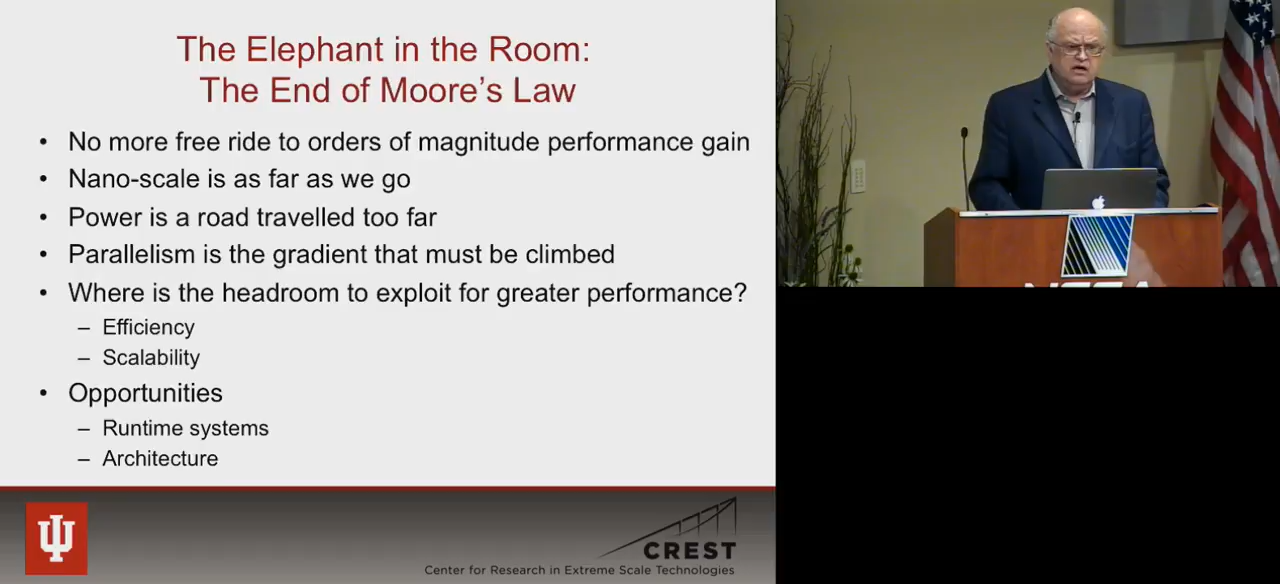 The Elephant in the Room:
The End of Moore's Law
• No more free ride to orders of magnitude performance gain
• Nano-scale is as far as we go
• Power is a road travelled too far
• Parallelism is the gradient that must be climbed
• Where is the headroom to exploit for greater performance?
– Efficiency
– Scalability
• Opportunities
– Runtime systems
– Architecture
CREST
Center for Research in Extreme Scale Technologies